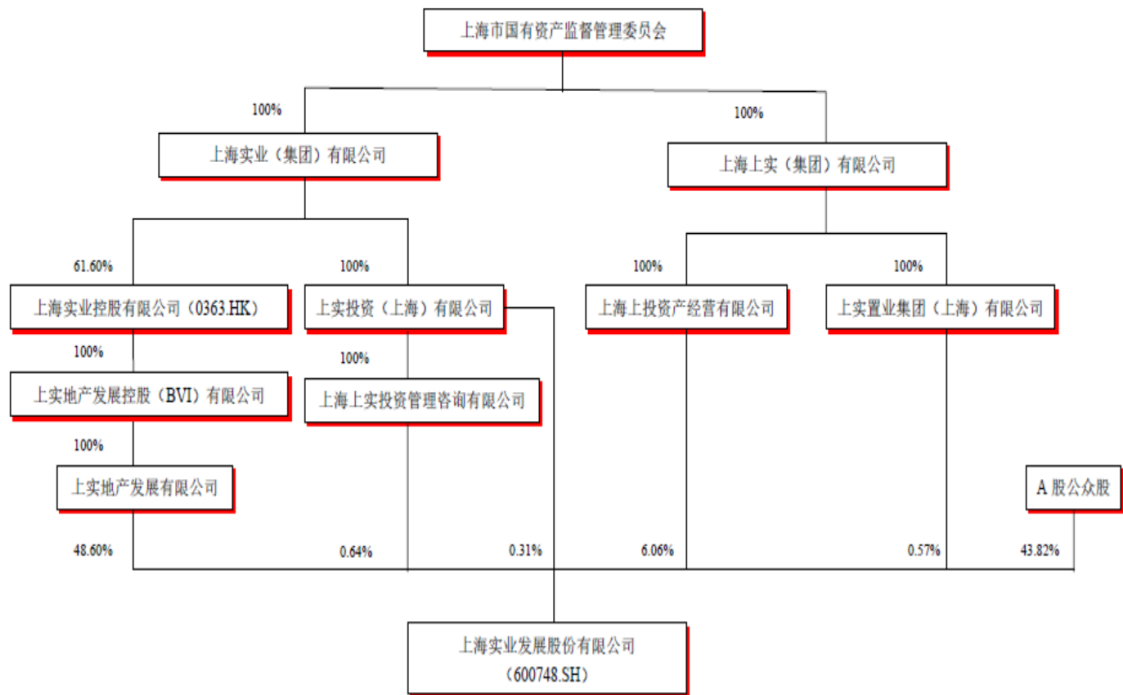 上海市国有资产监督管理委员会
100%
100%
上海实业（集团）有限公司
上海上实（集团）有限公司
61.60%
100%
100%
100%
上海实业控股有限公司（0363.HK）
上实投资（上海）有限公司
上海上投资产经营有限公司
上实置业集团（上海）有限公司
100%
100%
上实地产发展控股（BVI）有限公司
上海上实投资管理咨询有限公司
100%
上实地产发展有限公司
A 股公众股
48.60%
0.64%
0.31%
6.06%
0.57%
43.82%
上海实业发展股份有限公司
（600748.SH）